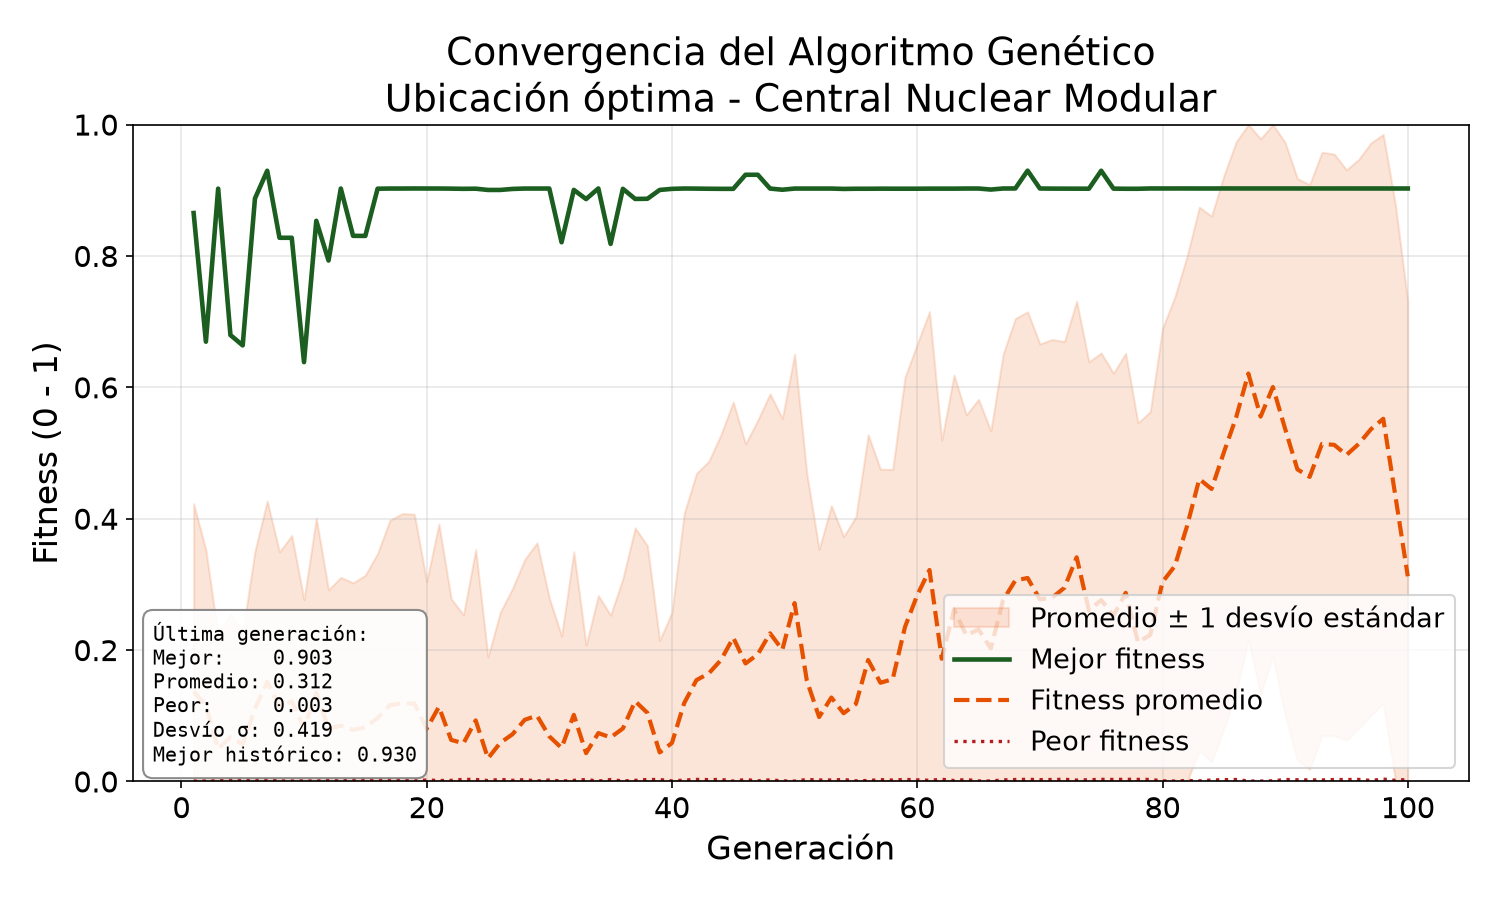 Convergencia del Algoritmo Genético
Ubicación óptima - Central Nuclear Modular
Fitness (0 - 1)
1.0
0.8
0.6
0.4
0.2
0.0
Última generación:
Mejor: 0.903
Promedio: 0.312
Peor: 0.003
Desvío σ: 0.419
Mejor histórico: 0.930
Promedio ± 1 desvío estándar
Mejor fitness
Fitness promedio
Peor fitness
0 20 40 60 80 100
Generación